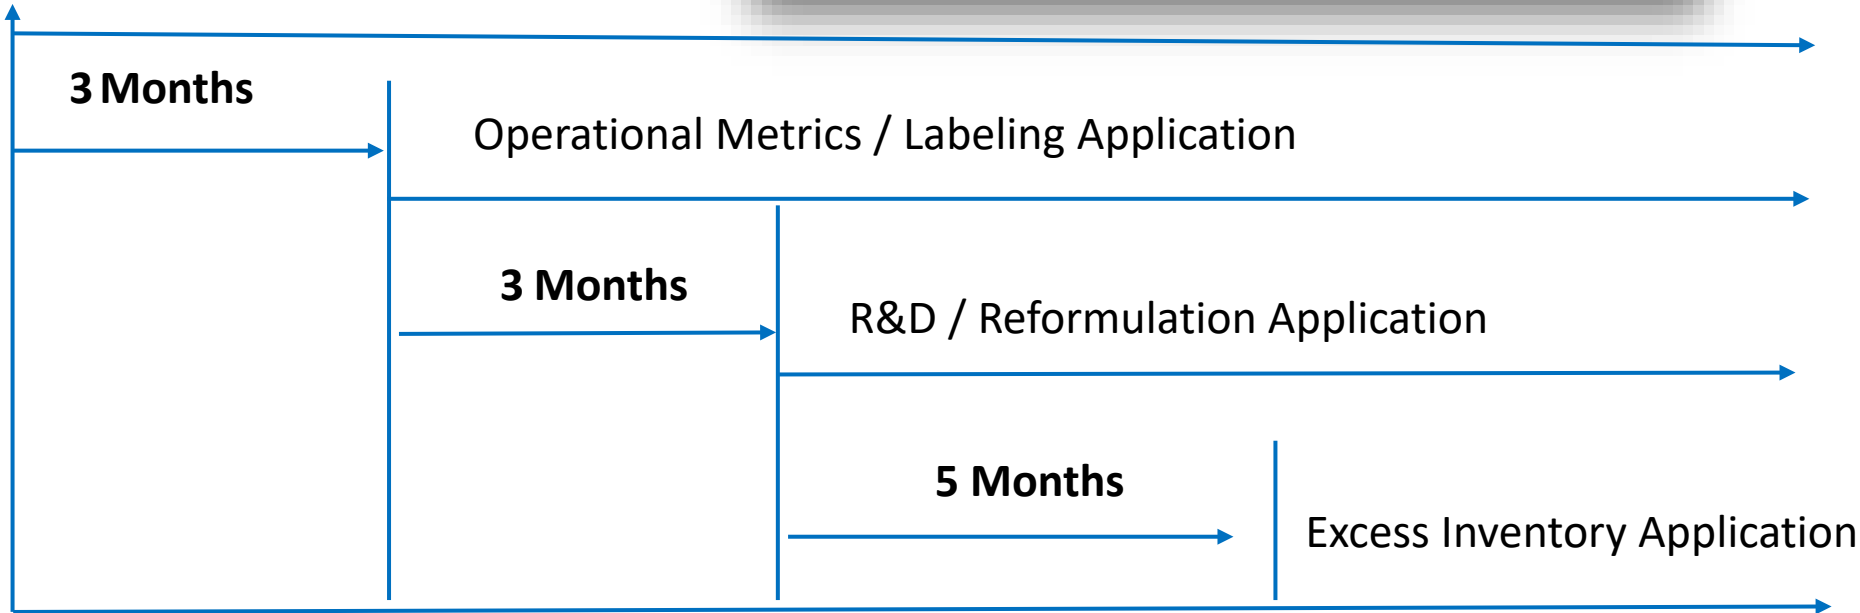 3 Months
Operational Metrics / Labeling Application
3 Months
R&D / Reformulation Application
5 Months
Excess Inventory Application